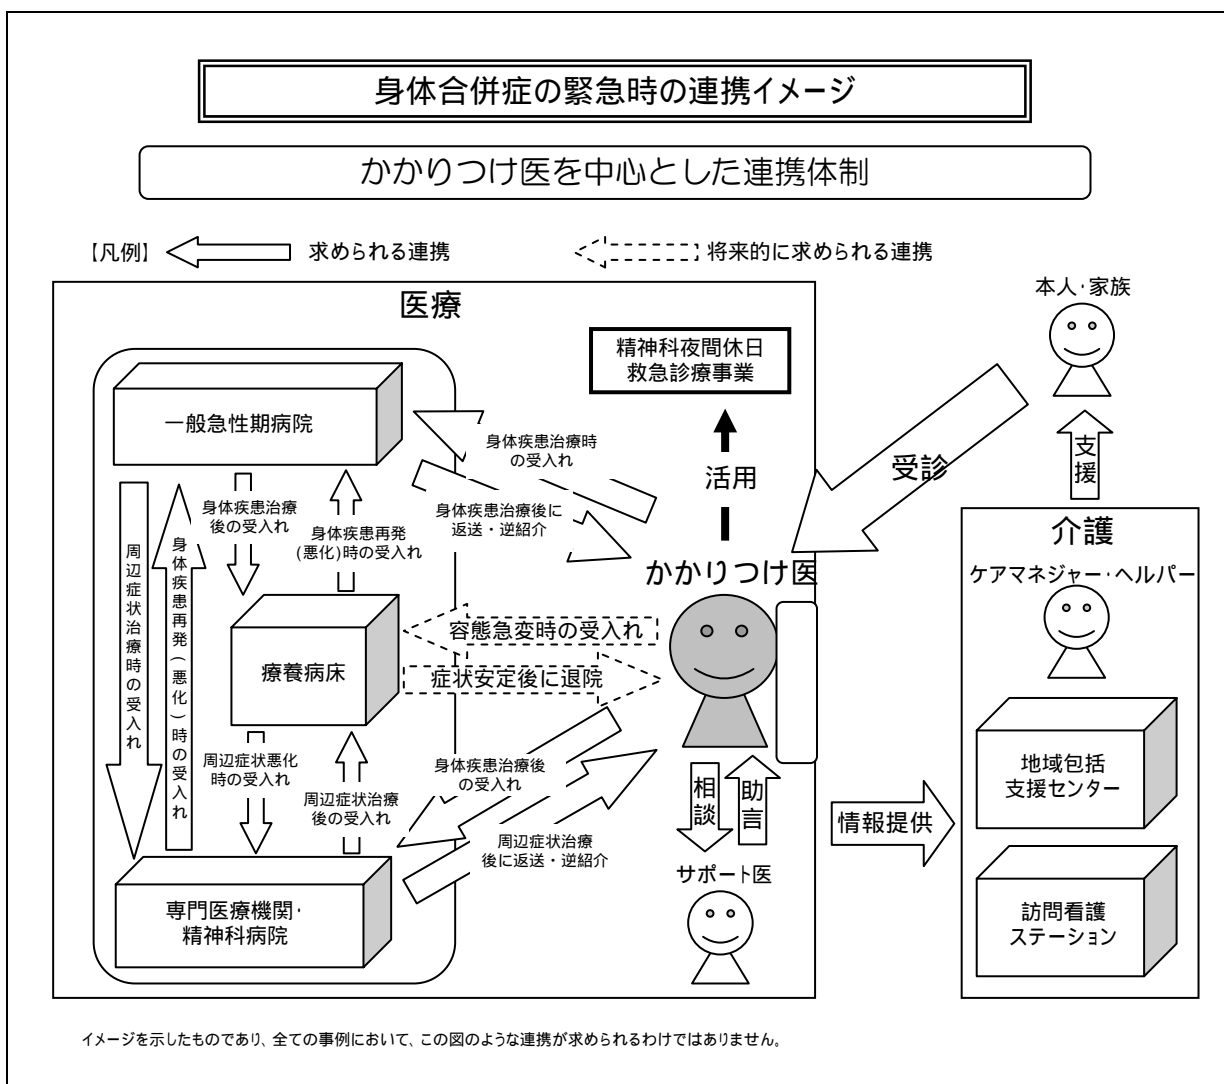 身体合併症の緊急時の連携イメージ
かかりつけ医を中心とした連携体制
【凡例】
求められる連携
将来的に求められる連携
医療
本人・家族
精神科夜間休日
救急診療事業
一般急性期病院
身体疾患治療時
の受入れ
活用
受診
支援
身体疾患治療後に
返送・逆紹介
身体疾患治療
後の受入れ
身体疾患再発
(悪化)時の受入れ
周辺症状治療時の受入れ
身体疾患再発(悪化)時の受入れ
介護
ケアマネジャー・ヘルパー
かかりつけ医
容態急変時の受入れ
症状安定後に退院
療養病床
周辺症状悪化
時の受入れ
周辺症状治療
後の受入れ
身体疾患治療後
の受入れ
周辺症状治療
後に返送・逆紹介
相談
助言
情報提供
地域包括
支援センター
サポート医
専門医療機関・
精神科病院
訪問看護
ステーション
イメージを示したものであり、全ての事例において、この図のような連携が求められるわけではありません。